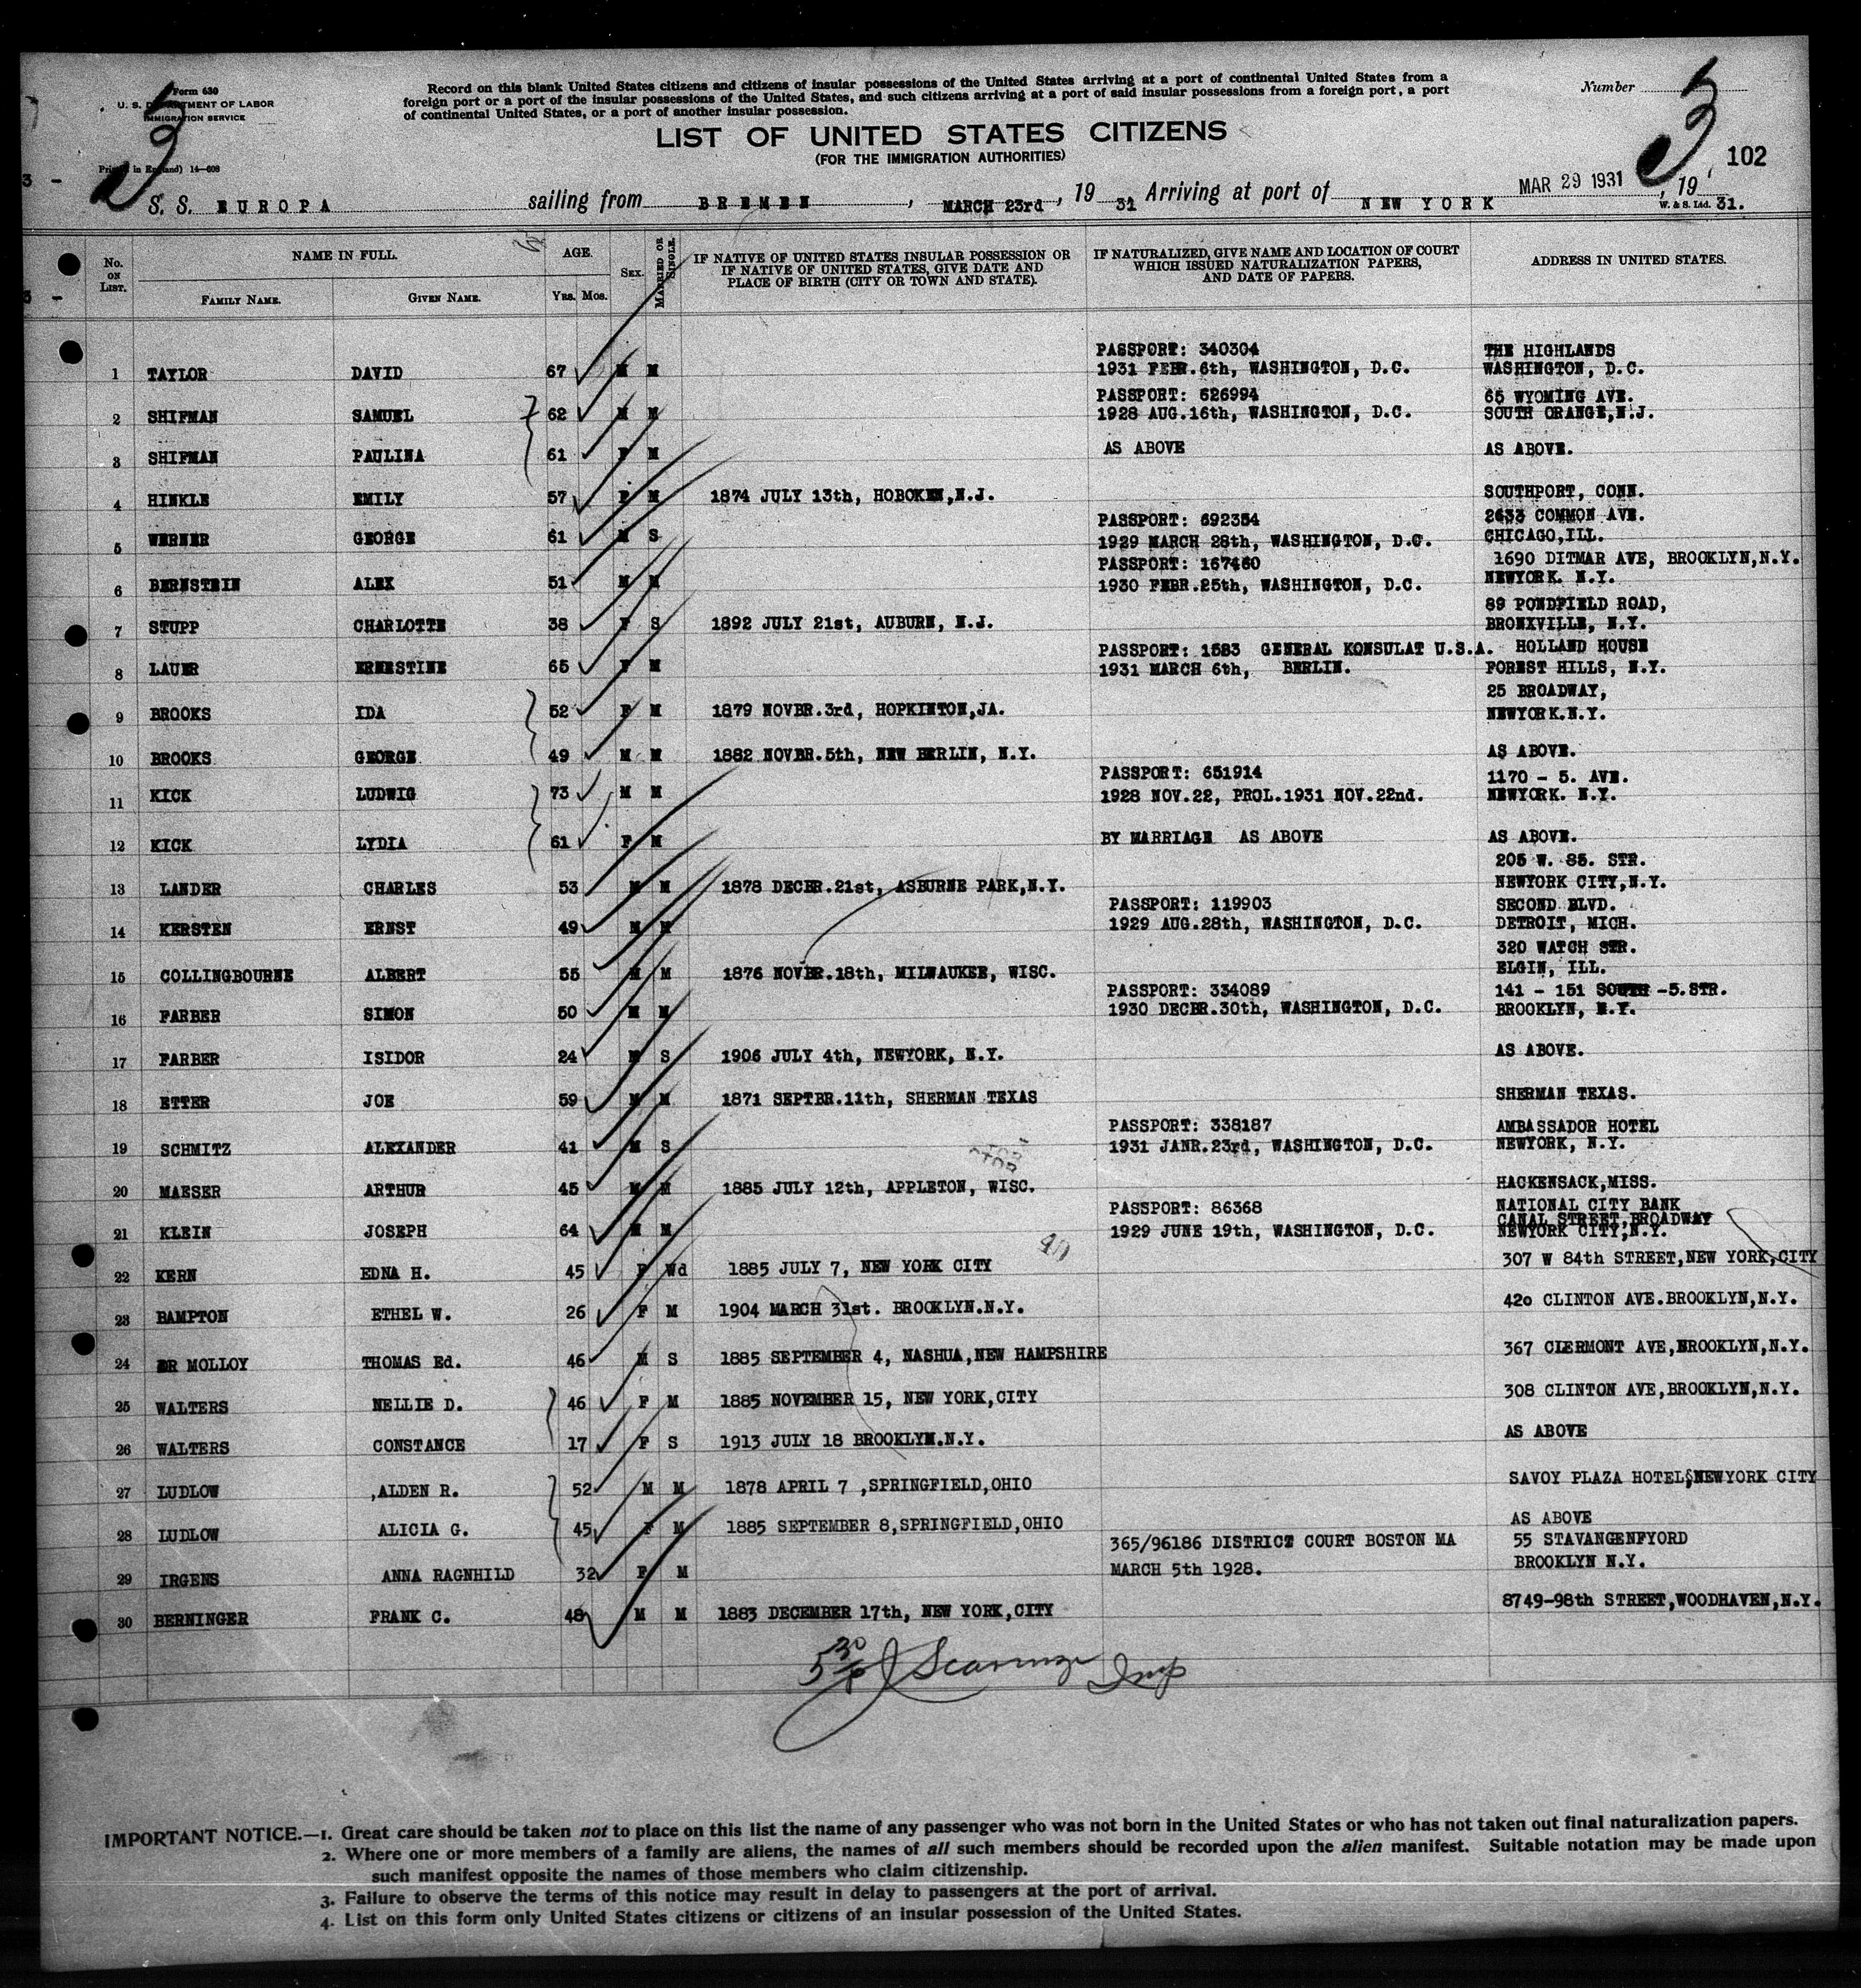 Form 630
U. S. DEPARTMENT OF LABOR
IMMIGRATION SERVICE
Record on this blank United States citizens and citizens of insular possessions of the United States arriving at a port of continental United States from a
foreign port or a port of the insular possessions of the United States, and such citizens arriving at a port of said insular possessions from a foreign port, a port
of continental United States, or a port of another insular possession.
Number
3 3
LIST OF UNITED STATES CITIZENS
(FOR THE IMMIGRATION AUTHORITIES)
102
(Printed in England) 14—608
S. S. EUROPA sailing from BREMEN, MARCH 23rd, 19 31 Arriving at port of NEW YORK MAR 29 1931, 19 31.
W. & S. Ltd.
No. ON LIST. NAME IN FULL. FAMILY NAME. GIVEN NAME. AGE. YRS. MOS. SEX. MARRIED OR SINGLE. IF NATIVE OF UNITED STATES INSULAR POSSESSION OR IF NATIVE OF UNITED STATES, GIVE DATE AND PLACE OF BIRTH (CITY OR TOWN AND STATE). IF NATURALIZED, GIVE NAME AND LOCATION OF COURT WHICH ISSUED NATURALIZATION PAPERS, AND DATE OF PAPERS. ADDRESS IN UNITED STATES.
PASSPORT: 340304 THE HIGHLANDS
1 TAYLOR DAVID 67 M M 1931 FEBR.6th, WASHINGTON, D.C. WASHINGTON, D.C.
PASSPORT: 626994 65 WYOMING AVE.
2 SHIFMAN SAMUEL 62 M M 1928 AUG.16th, WASHINGTON, D.C. SOUTH ORANGE,N.J.
3 SHIFMAN PAULINA 61 F M AS ABOVE AS ABOVE.
4 HINKLE EMILY 57 F M 1874 JULY 13th, HOBOKEN,N.J. SOUTHPORT, CONN.
PASSPORT: 692354 2633 COMMON AVE.
5 WERNER GEORGE 61 M S 1929 MARCH 28th, WASHINGTON, D.C. CHICAGO,ILL.
PASSPORT: 167460 1690 DITMAR AVE, BROOKLYN,N.Y.
6 BERNSTEIN ALEX 51 M M 1930 FEBR.25th, WASHINGTON, D.C. NEWYORK. N.Y.
89 PONDFIELD ROAD,
7 STUPP CHARLOTTE 38 F S 1892 JULY 21st, AUBURN, N.J. BRONXVILLE, N.Y.
PASSPORT: 1583 GENERAL KONSULAT U.S.A. HOLLAND HOUSE
8 LAUER ERNESTINE 65 F M 1931 MARCH 6th, BERLIN. FOREST HILLS, N.Y.
25 BROADWAY,
9 BROOKS IDA 52 F M 1879 NOVBR.3rd, HOPKINTON,JA. NEWYORK.N.Y.
10 BROOKS GEORGE 49 M M 1882 NOVBR.5th, NEW BERLIN, N.Y. AS ABOVE.
PASSPORT: 651914 1170 - 5. AVE.
11 KICK LUDWIG 73 M M 1928 NOV.22, PROL.1931 NOV.22nd. NEWYORK. N.Y.
12 KICK LYDIA 61 F M BY MARRIAGE AS ABOVE AS ABOVE.
205 W. 85. STR.
13 LANDER CHARLES 53 M M 1878 DECBR.21st, ASBURNE PARK,N.Y. NEWYORK CITY,N.Y.
PASSPORT: 119903 SECOND BLVD.
14 KERSTEN ERNST 49 M M 1929 AUG.28th, WASHINGTON, D.C. DETROIT, MICH.
320 WATCH STR.
15 COLLINGBOURNE ALBERT 55 M M 1876 NOVBR.18th, MILWAUKEE, WISC. ELGIN, ILL.
PASSPORT: 334089 141 - 151 SOUTH -5.STR.
16 FARBER SIMON 50 M M 1930 DECBR.30th, WASHINGTON, D.C. BROOKLYN, N.Y.
17 FARBER ISIDOR 24 M S 1906 JULY 4th, NEWYORK, N.Y. AS ABOVE.
18 ETTER JOE 59 M M 1871 SEPTBR.11th, SHERMAN TEXAS SHERMAN TEXAS.
PASSPORT: 338187 AMBASSADOR HOTEL
19 SCHMITZ ALEXANDER 41 M S 1931 JANR.23rd, WASHINGTON, D.C. NEWYORK, N.Y.
20 MAESER ARTHUR 45 M M 1885 JULY 12th, APPLETON, WISC. HACKENSACK,MISS.
PASSPORT: 86368 NATIONAL CITY BANK
CANAL STREET,BROADWAY
21 KLEIN JOSEPH 64 M M 1929 JUNE 19th, WASHINGTON, D.C. NEWYORK CITY,N.Y.
22 KERN EDNA H. 45 F Wd 1885 JULY 7, NEW YORK CITY 307 W 84th STREET,NEW YORK,CITY
23 BAMPTON ETHEL W. 26 F M 1904 MARCH 31st. BROOKLYN.N.Y. 420 CLINTON AVE.BROOKLYN,N.Y.
24 DR MOLLOY THOMAS Ed. 46 M S 1885 SEPTEMBER 4, NASHUA,NEW HAMPSHIRE 367 CLERMONT AVE,BROOKLYN,N.Y.
25 WALTERS NELLIE D. 46 F M 1885 NOVEMBER 15, NEW YORK,CITY 308 CLINTON AVE,BROOKLYN,N.Y.
26 WALTERS CONSTANCE 17 F S 1913 JULY 18 BROOKLYN.N.Y. AS ABOVE
27 LUDLOW ,ALDEN R. 52 M M 1878 APRIL 7 ,SPRINGFIELD,OHIO SAVOY PLAZA HOTEL,NEWYORK CITY
28 LUDLOW ALICIA G. 45 F M 1885 SEPTEMBER 8,SPRINGFIELD,OHIO AS ABOVE
365/96186 DISTRICT COURT BOSTON MA 55 STAVANGENFYORD
29 IRGENS ANNA RAGNHILD 32 F M MARCH 5th 1928. BROOKLYN N.Y.
30 BERNINGER FRANK C. 48 M M 1883 DECEMBER 17th, NEW YORK,CITY 8749-98th STREET,WOODHAVEN,N.Y.
Insp
IMPORTANT NOTICE.—1. Great care should be taken not to place on this list the name of any passenger who was not born in the United States or who has not taken out final naturalization papers.
2. Where one or more members of a family are aliens, the names of all such members should be recorded upon the alien manifest. Suitable notation may be made upon
such manifest opposite the names of those members who claim citizenship.
3. Failure to observe the terms of this notice may result in delay to passengers at the port of arrival.
4. List on this form only United States citizens or citizens of an insular possession of the United States.